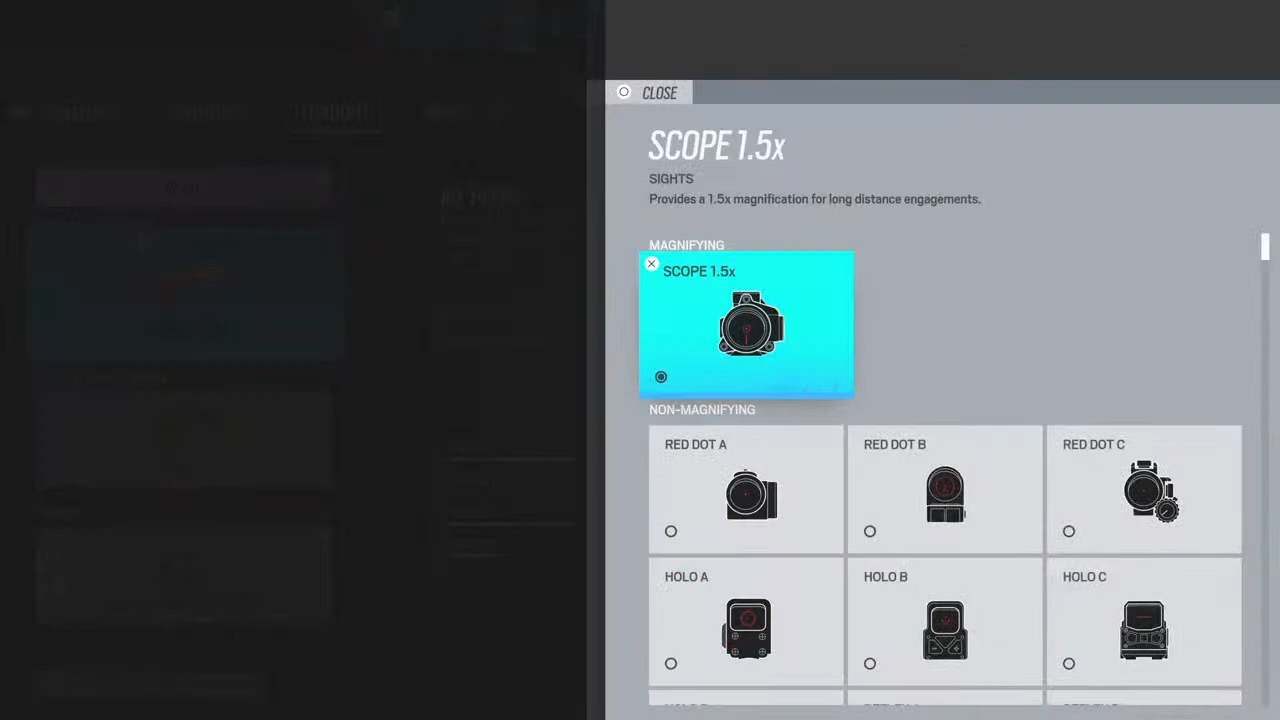 CLOSE
SCOPE 1.5x
SIGHTS
Provides a 1.5x magnification for long distance engagements.
MAGNIFYING
SCOPE 1.5x
NON-MAGNIFYING
RED DOT A
RED DOT B
RED DOT C
HOLO A
HOLO B
HOLO C